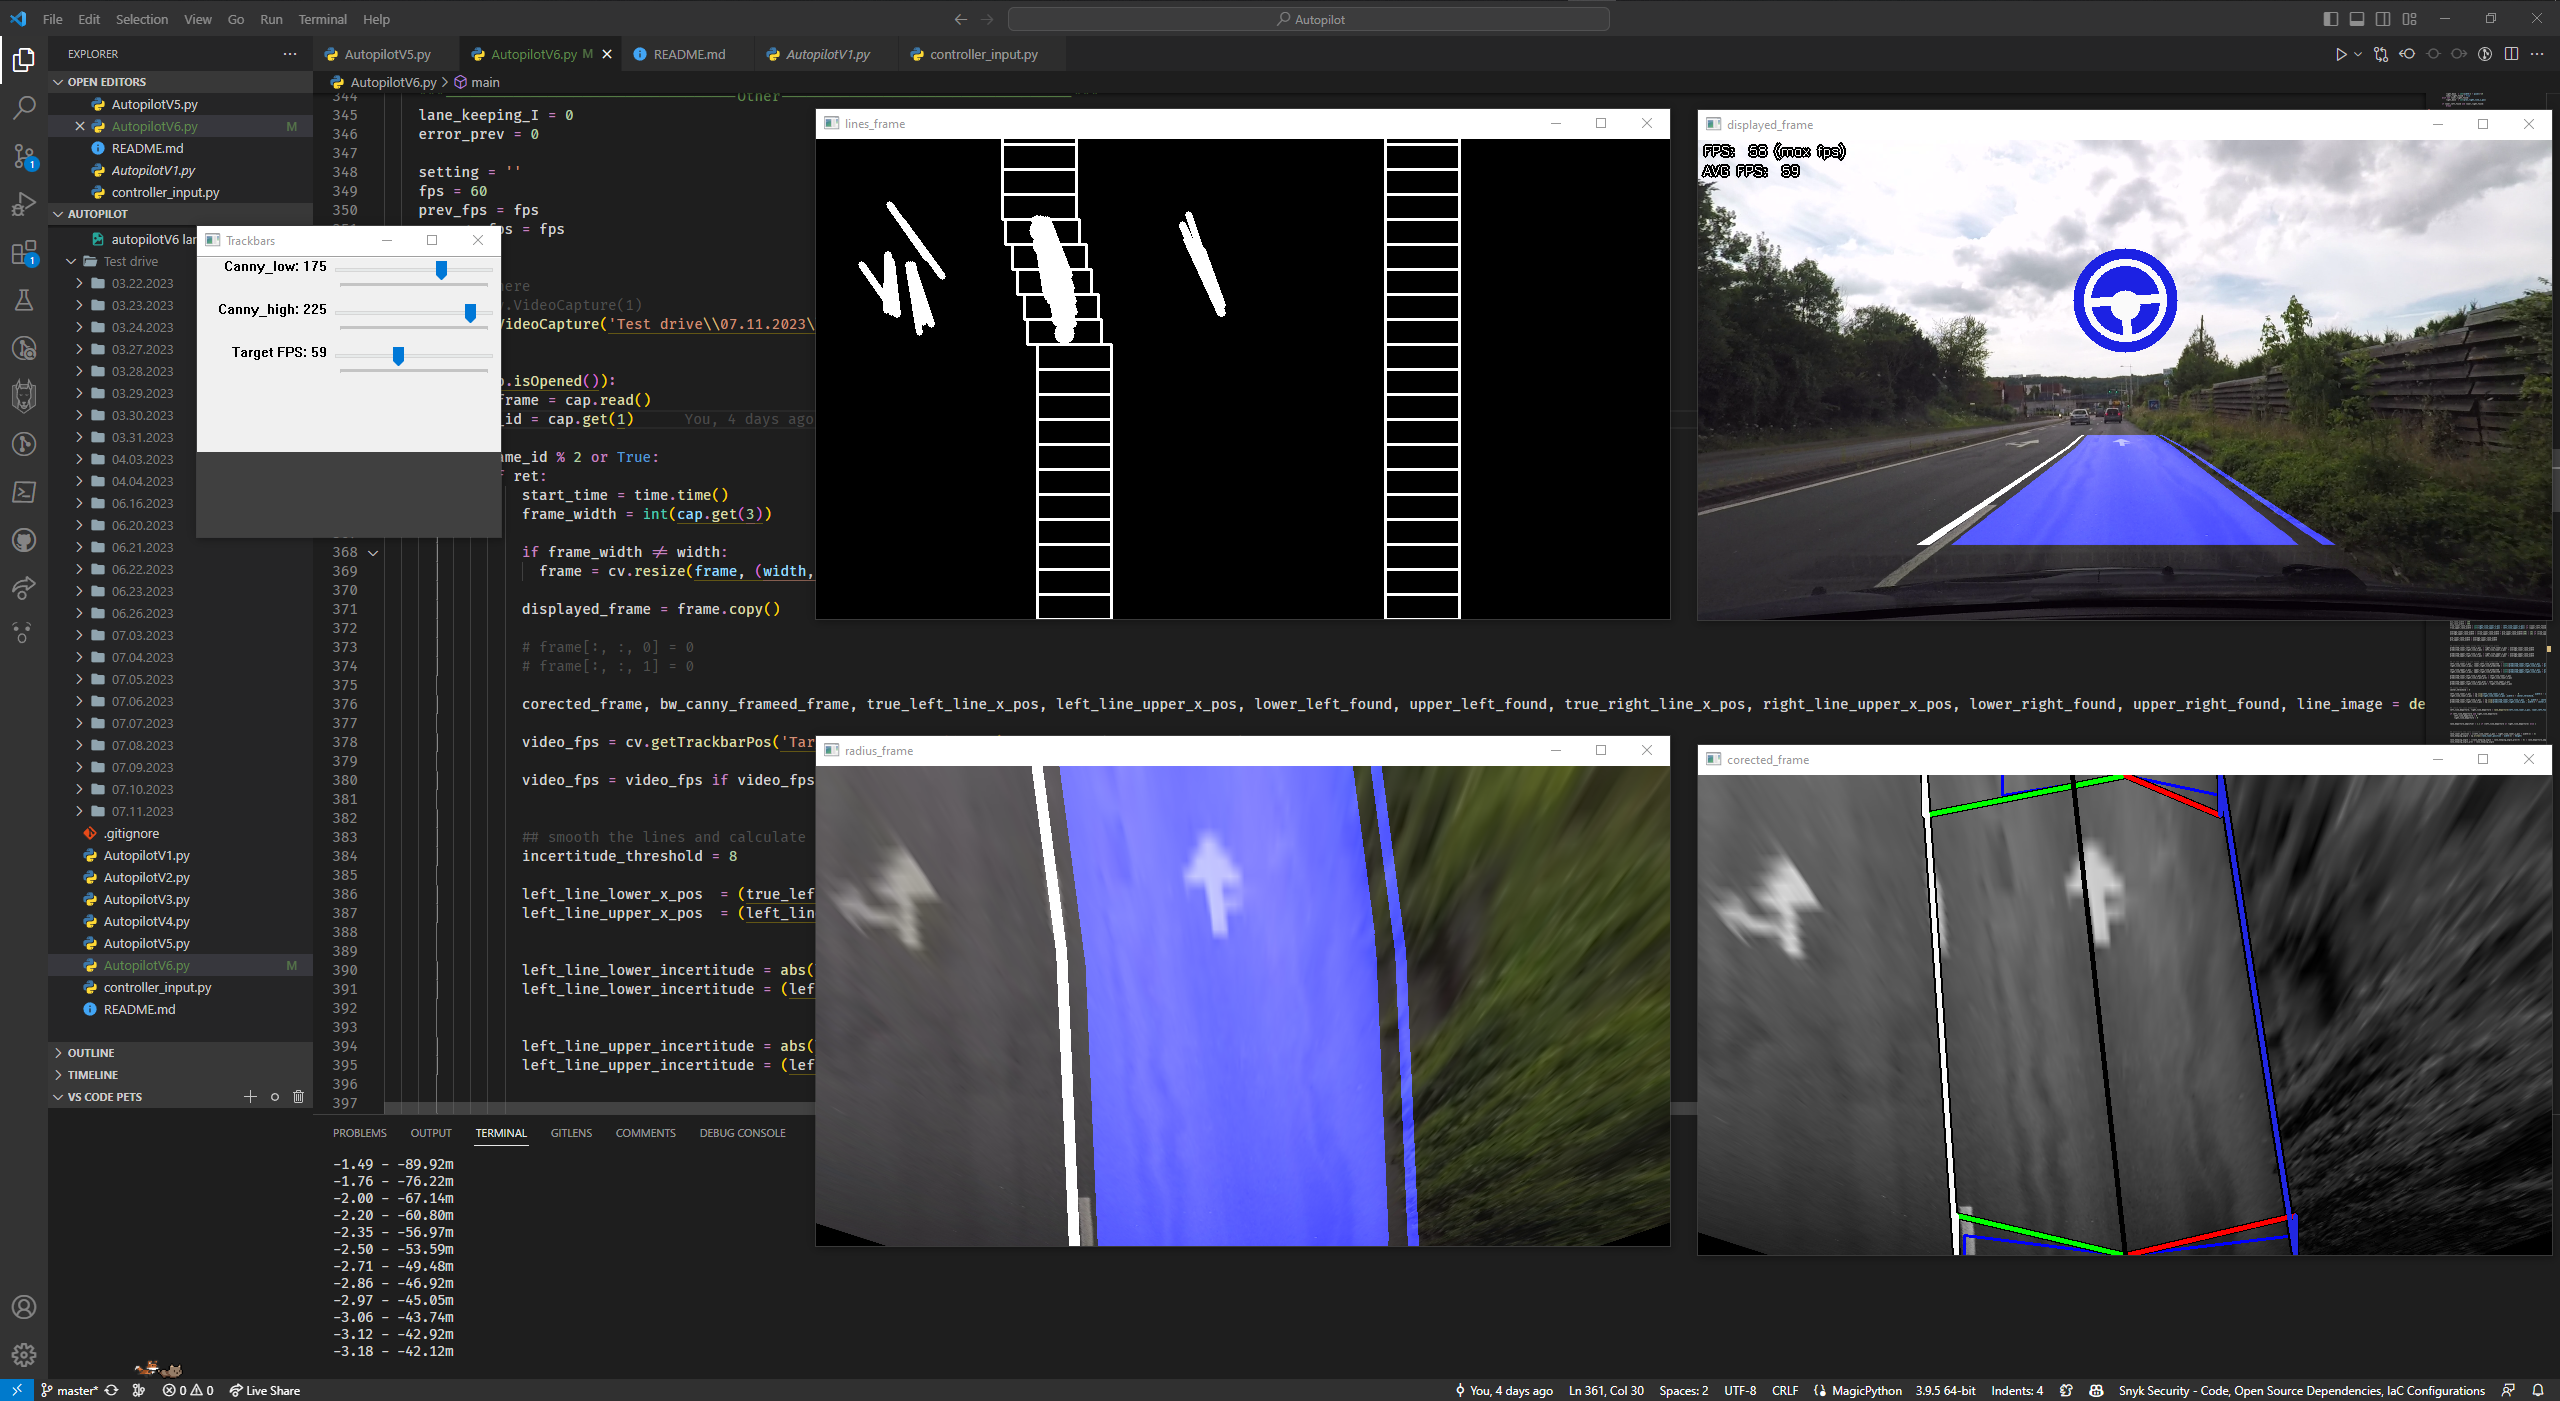 File Edit Selection View Go Run Terminal Help
Autopilot
EXPLORER
OPEN EDITORS
AutopilotV5.py
AutopilotV6.py M
README.md
AutopilotV1.py
controller_input.py
AUTOPILOT
autopilotV6 lan
Test drive
03.22.2023
03.23.2023
03.24.2023
03.27.2023
03.28.2023
03.29.2023
03.30.2023
03.31.2023
04.03.2023
04.04.2023
06.16.2023
06.20.2023
06.21.2023
06.22.2023
06.23.2023
06.26.2023
07.03.2023
07.04.2023
07.05.2023
07.06.2023
07.07.2023
07.08.2023
07.09.2023
07.10.2023
07.11.2023
.gitignore
AutopilotV1.py
AutopilotV2.py
AutopilotV3.py
AutopilotV4.py
AutopilotV5.py
AutopilotV6.py M
controller_input.py
README.md
OUTLINE
TIMELINE
VS CODE PETS
AutopilotV5.py AutopilotV6.py M README.md AutopilotV1.py controller_input.py
AutopilotV6.py > main
344 Other
345 lane_keeping_I = 0
346 error_prev = 0
347
348 setting = ''
349 fps = 60
350 prev_fps = fps
ps = fps
ere
.VideoCapture(1)
VideoCapture('Test drive\\07.11.2023\
.isOpened()):
frame = cap.read()
_id = cap.get(1) You, 4 days ago
me_id % 2 or True:
ret:
start_time = time.time()
frame_width = int(cap.get(3))
368 if frame_width ≠ width:
369 frame = cv.resize(frame, (width,
370
371 displayed_frame = frame.copy()
372
373 # frame[:, :, 0] = 0
374 # frame[:, :, 1] = 0
375
376 corected_frame, bw_canny_frameed_frame, true_left_line_x_pos, left_line_upper_x_pos, lower_left_found, upper_left_found, true_right_line_x_pos, right_line_upper_x_pos, lower_right_found, upper_right_found, line_image = de
377
378 video_fps = cv.getTrackbarPos('Tar
379
380 video_fps = video_fps if video_fps
381
382
383 ## smooth the lines and calculate
384 incertitude_threshold = 8
385
386 left_line_lower_x_pos = (true_lef
387 left_line_upper_x_pos = (left_lin
388
389
390 left_line_lower_incertitude = abs(
391 left_line_lower_incertitude = (lef
392
393
394 left_line_upper_incertitude = abs(
395 left_line_upper_incertitude = (lef
396
397
Trackbars
Canny_low: 175
Canny_high: 225
Target FPS: 59
lines_frame
displayed_frame
FPS: 58 (max fps)
AVG FPS: 59
radius_frame
corected_frame
PROBLEMS OUTPUT TERMINAL GITLENS COMMENTS DEBUG CONSOLE
-1.49 - -89.92m
-1.76 - -76.22m
-2.00 - -67.14m
-2.20 - -60.80m
-2.35 - -56.97m
-2.50 - -53.59m
-2.71 - -49.48m
-2.86 - -46.92m
-2.97 - -45.05m
-3.06 - -43.74m
-3.12 - -42.92m
-3.18 - -42.12m
master* 0 0 Live Share You, 4 days ago Ln 361, Col 30 Spaces: 2 UTF-8 CRLF MagicPython 3.9.5 64-bit Indents: 4 Snyk Security - Code, Open Source Dependencies, IaC Configurations